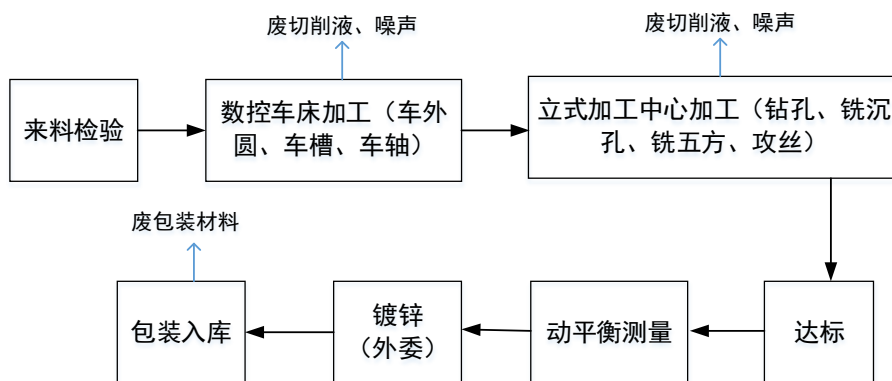 废切削液、噪声
废切削液、噪声
来料检验
数控车床加工（车外
圆、车槽、车轴）
立式加工中心加工（钻孔、铣沉
孔、铣五方、攻丝）
废包装材料
包装入库
镀锌
（外委）
动平衡测量
达标